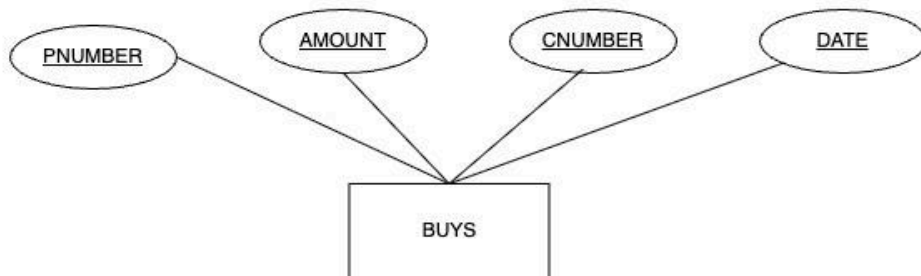 PNUMBER
AMOUNT
CNUMBER
DATE
BUYS